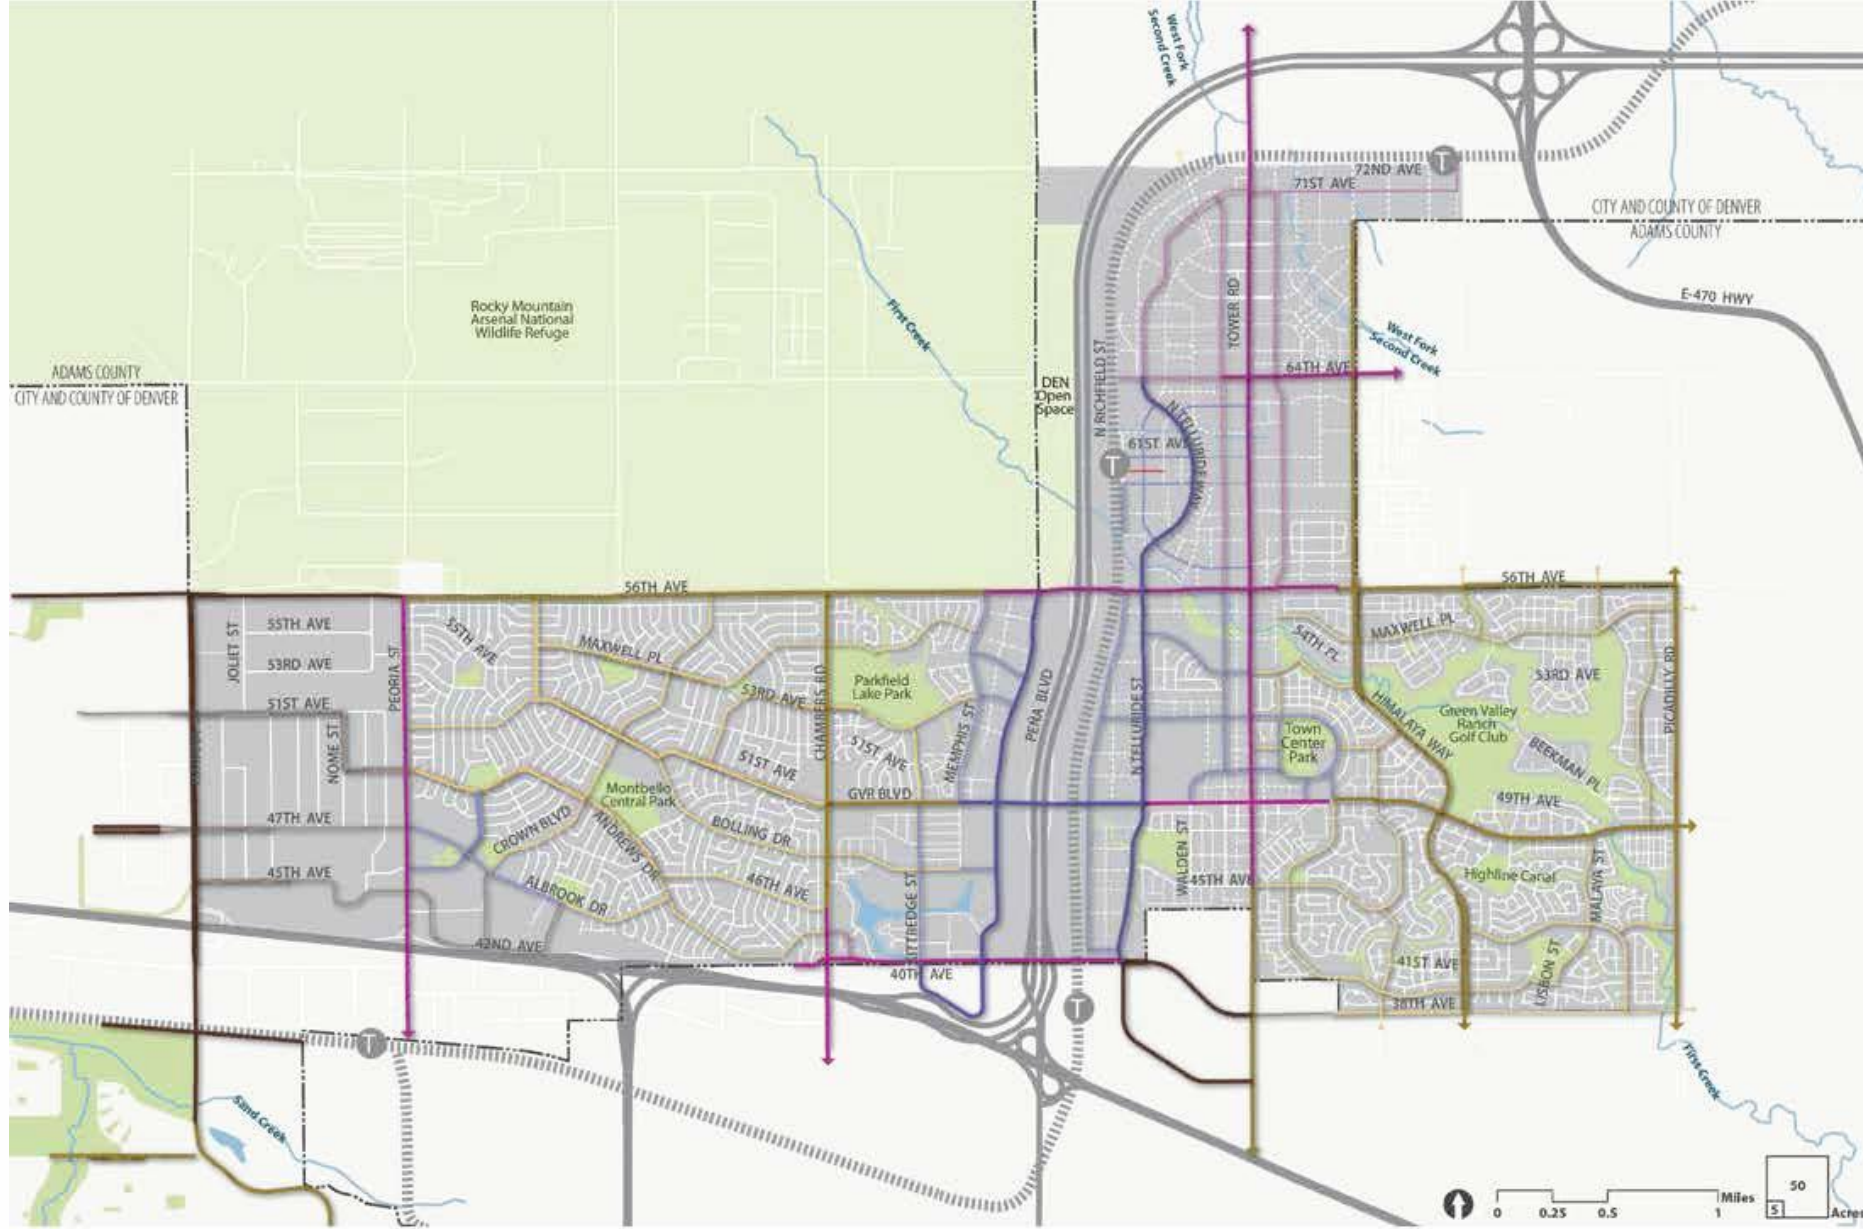 West Fork
Second Creek
72ND AVE
T
71ST AVE
CITY AND COUNTY OF DENVER
ADAMS COUNTY
E-470 HWY
Rocky Mountain
Arsenal National
Wildlife Refuge
First Creek
TOWER RD
West Fork
Second Creek
64TH AVE
N RICHFIELD ST
ADAMS COUNTY
CITY AND COUNTY OF DENVER
DEN
Open
Space
N TELLURIDE WAY
61ST AVE
T
56TH AVE
56TH AVE
JOLIET ST
55TH AVE
55TH AVE
MAXWELL PL
54TH PL
MAXWELL PL
53RD AVE
PEORIA ST
53RD AVE
CHAMBERS RD
Parkfield
Lake Park
PENA BLVD
53RD AVE
PICADILLY RD
51ST AVE
NOME ST
51ST AVE
51ST AVE
MEMPHIS ST
N TELLURIDE ST
Town
Center
Park
HIMALAYA WAY
Green Valley
Ranch
Golf Club
BEEKMAN PL
Montbello
Central Park
GVR BLVD
49TH AVE
47TH AVE
CROWN BLVD
ANDREWS DR
BOLLING DR
WALDEN ST
45TH AVE
ALBROOK DR
46TH AVE
KITTREDGE ST
45TH AVE
Highline Canal
MALAYA ST
42ND AVE
40TH AVE
41ST AVE
LISBON ST
38TH AVE
T
T
Sand Creek
First Creek
0
0.25
0.5
1
Miles
50
5
Acres